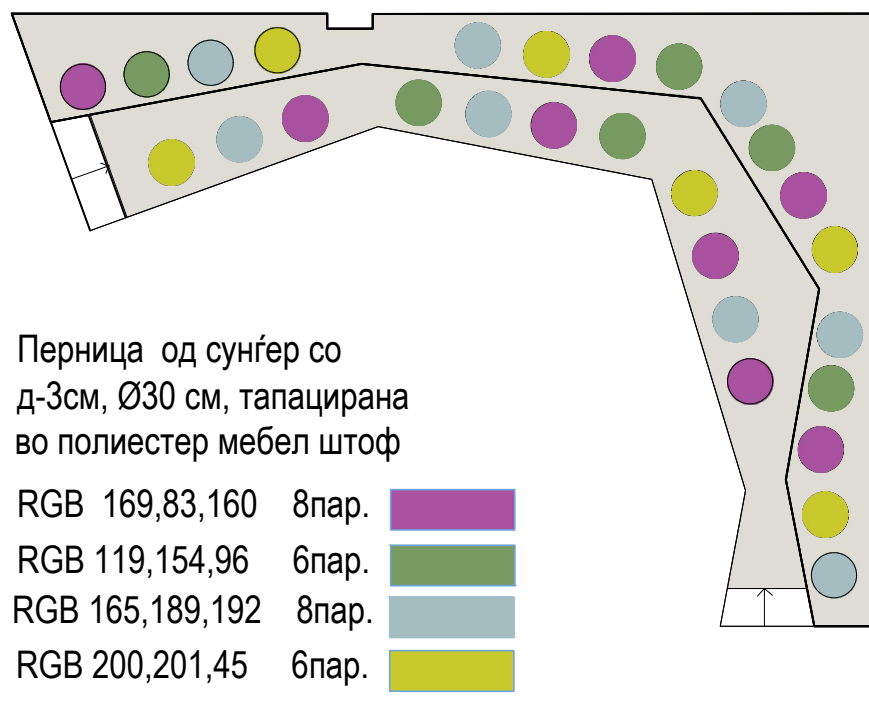 Перница од сунѓер со
д-3см, Ø30 см, тапацирана
во полиестер мебел штоф
RGB 169,83,160 8пар.
RGB 119,154,96 6пар.
RGB 165,189,192 8пар.
RGB 200,201,45 6пар.